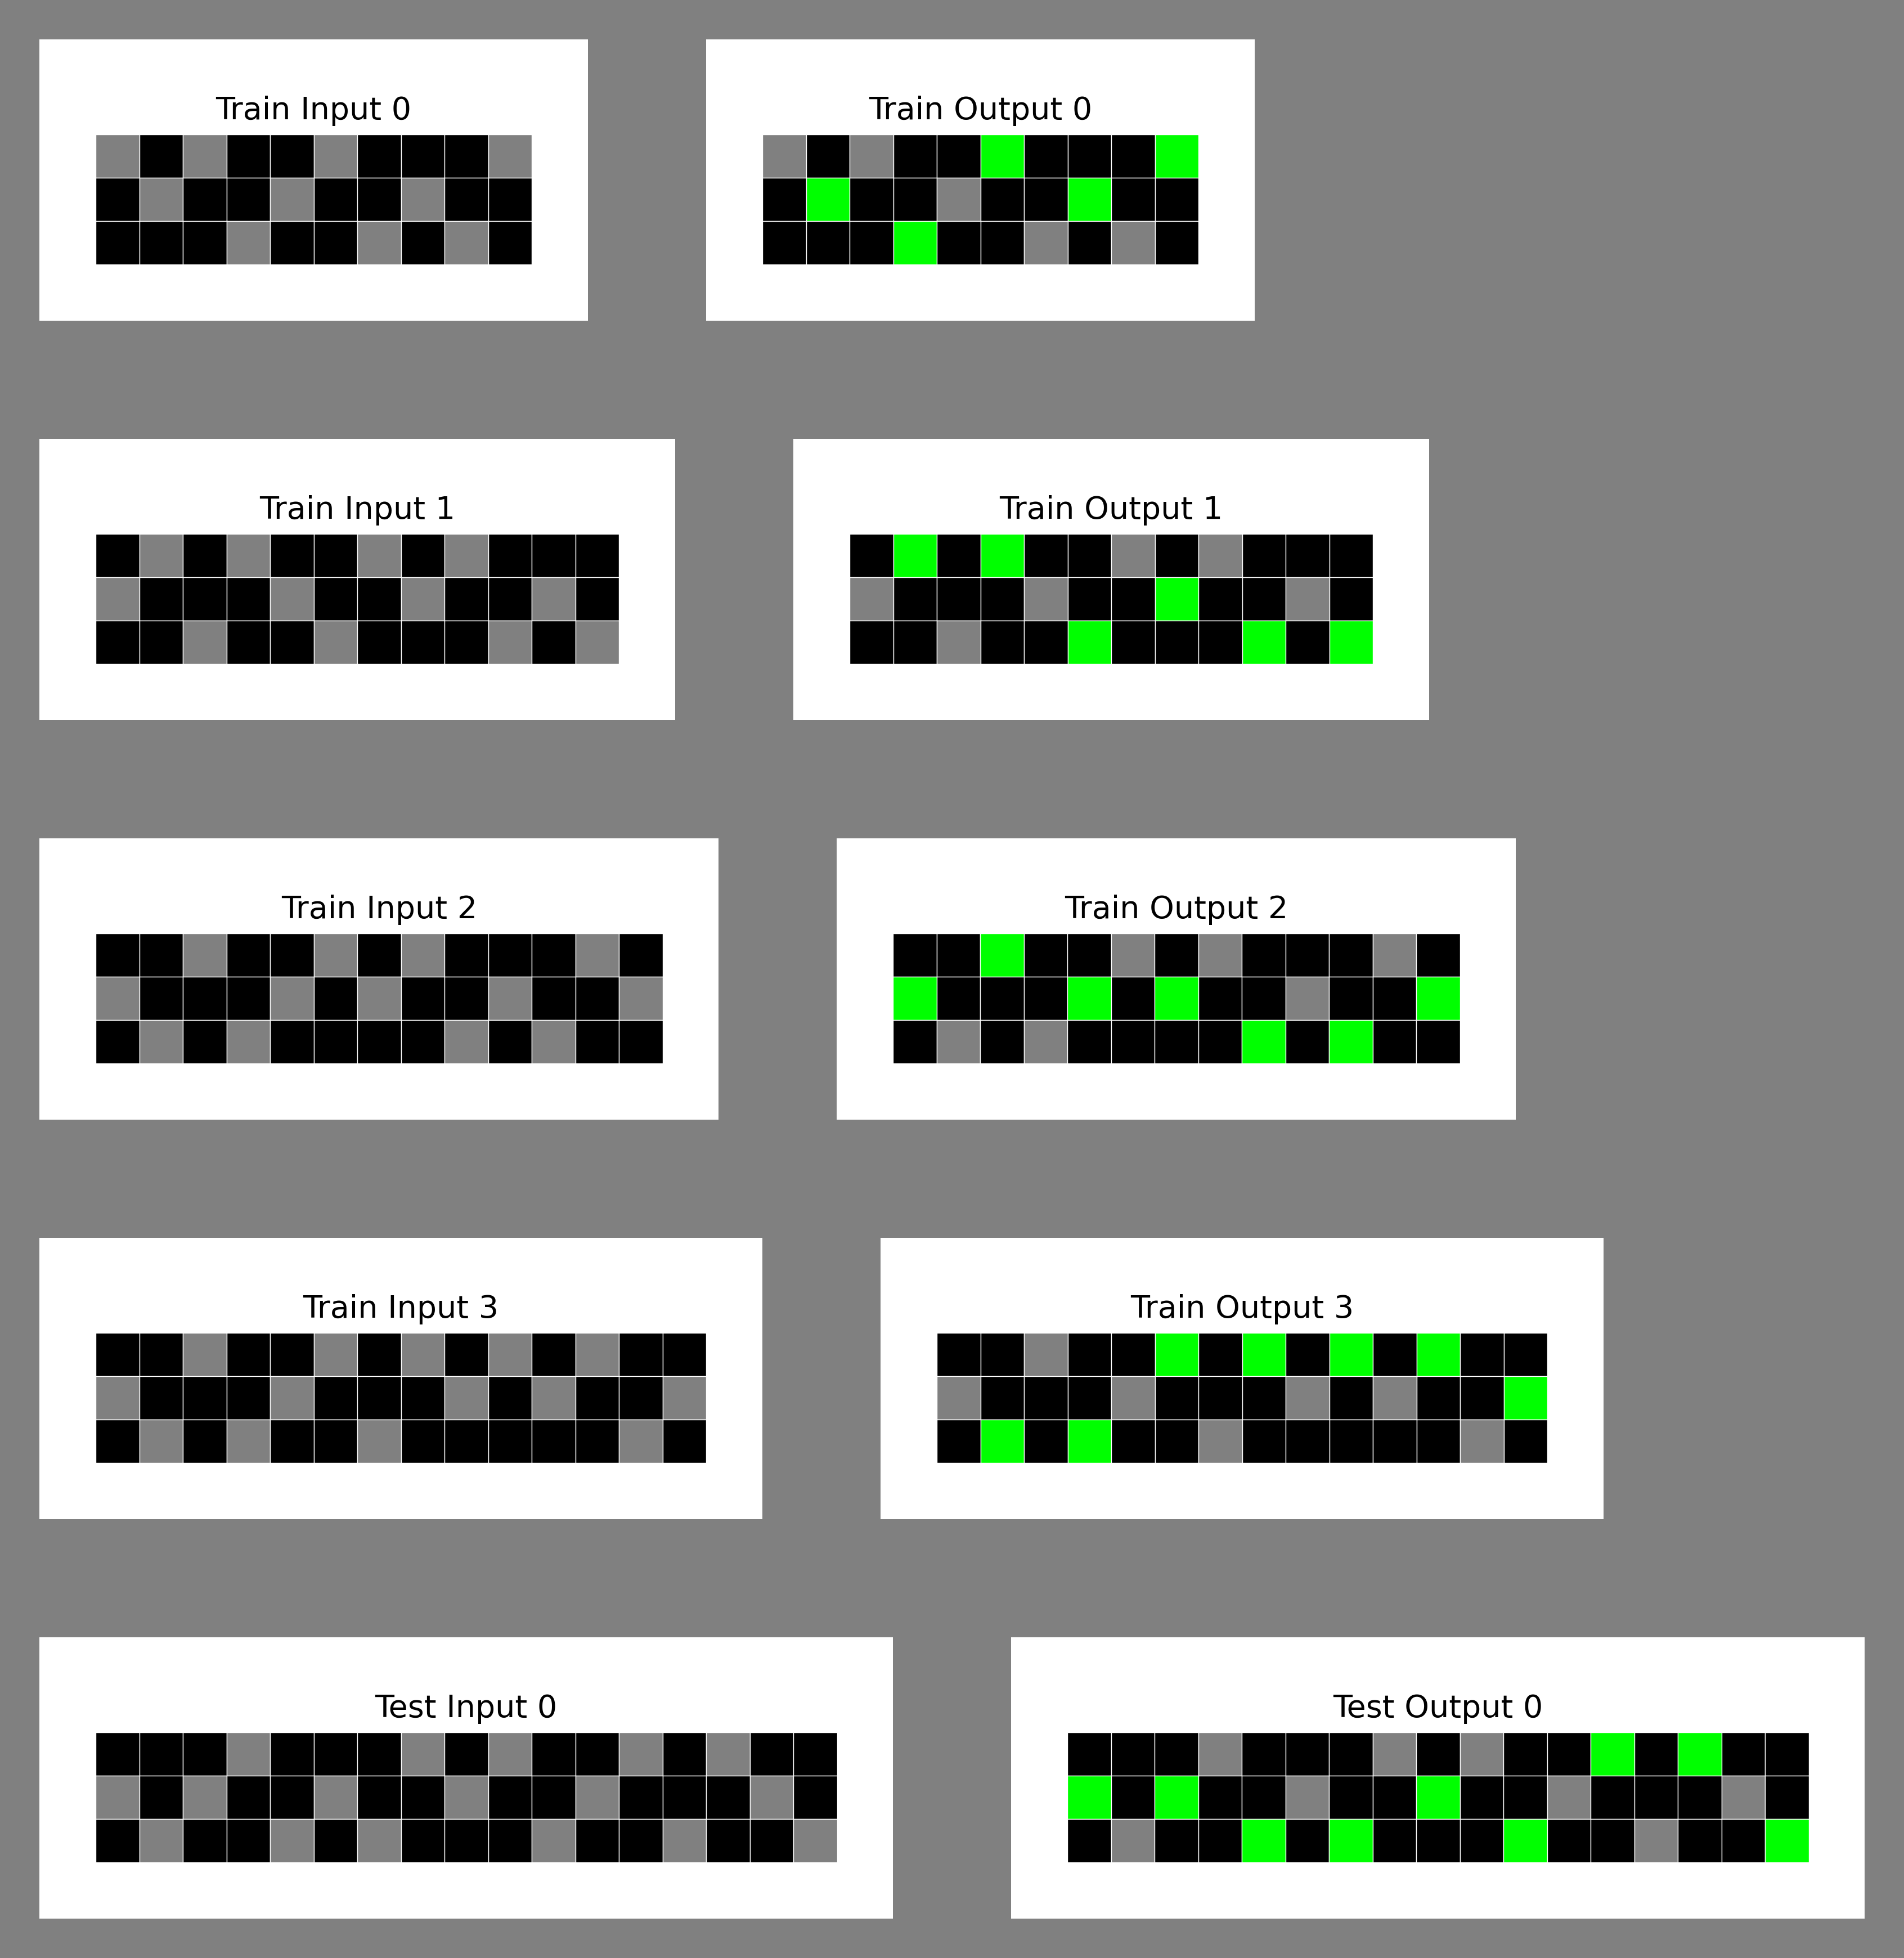 Train Input 0
Train Output 0
Train Input 1
Train Output 1
Train Input 2
Train Output 2
Train Input 3
Train Output 3
Test Input 0
Test Output 0